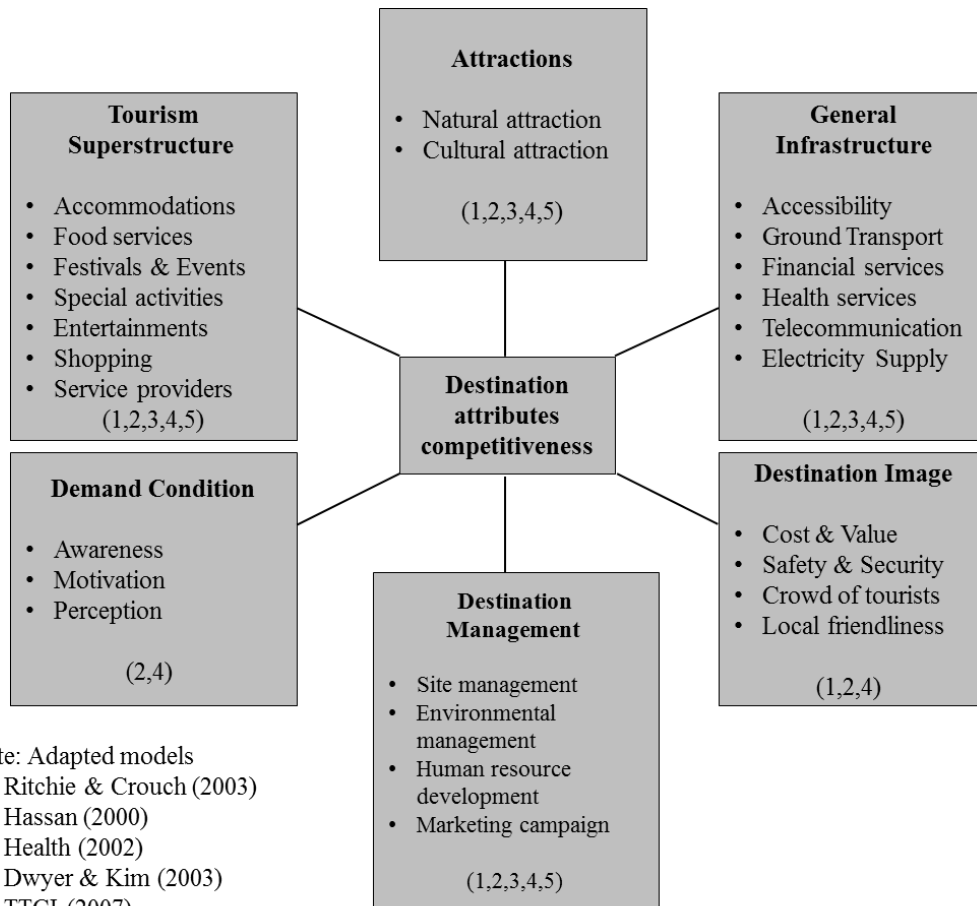 Attractions
• Natural attraction
• Cultural attraction
(1,2,3,4,5)
Tourism
Superstructure
• Accommodations
• Food services
• Festivals & Events
• Special activities
• Entertainments
• Shopping
• Service providers
(1,2,3,4,5)
General
Infrastructure
• Accessibility
• Ground Transport
• Financial services
• Health services
• Telecommunication
• Electricity Supply
(1,2,3,4,5)
Destination
attributes
competitiveness
Demand Condition
• Awareness
• Motivation
• Perception
(2,4)
Destination
Management
• Site management
• Environmental
management
• Human resource
development
• Marketing campaign
(1,2,3,4,5)
Destination Image
• Cost & Value
• Safety & Security
• Crowd of tourists
• Local friendliness
(1,2,4)
te: Adapted models
Ritchie & Crouch (2003)
Hassan (2000)
Health (2002)
Dwyer & Kim (2003)